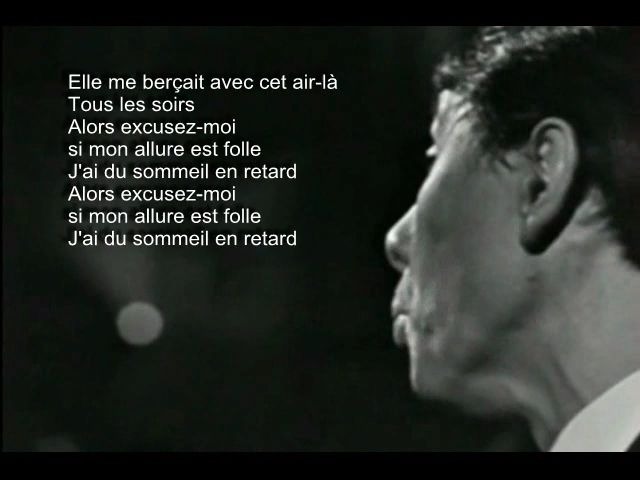 Elle me berçait avec cet air-là
Tous les soirs
Alors excusez-moi
si mon allure est folle
J'ai du sommeil en retard
Alors excusez-moi
si mon allure est folle
J'ai du sommeil en retard